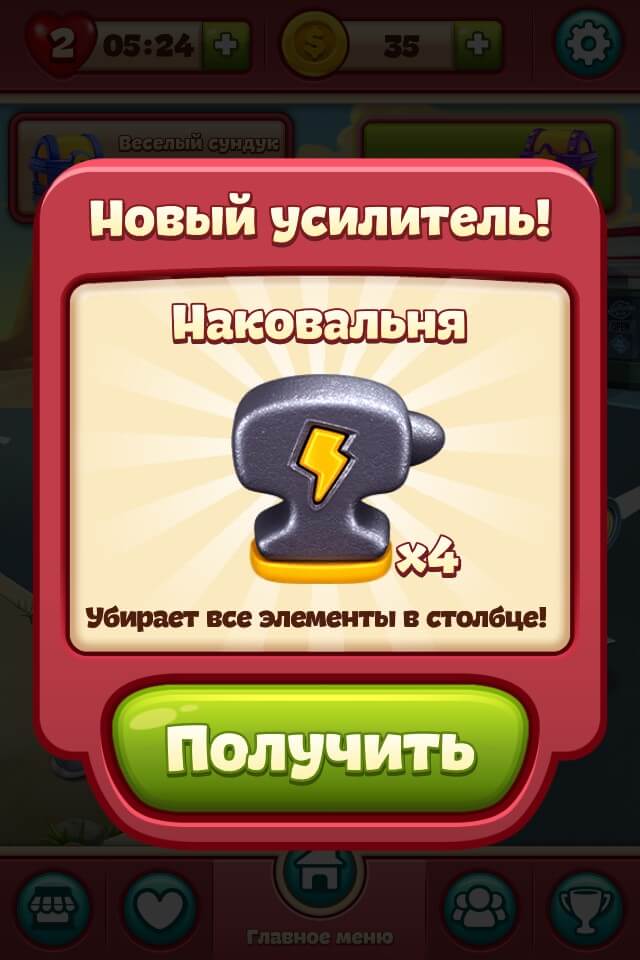 2
05:24
35
Веселый сундук
Новый усилитель!
Наковальня
x4
Убирает все элементы в столбце!
Получить
Главное меню